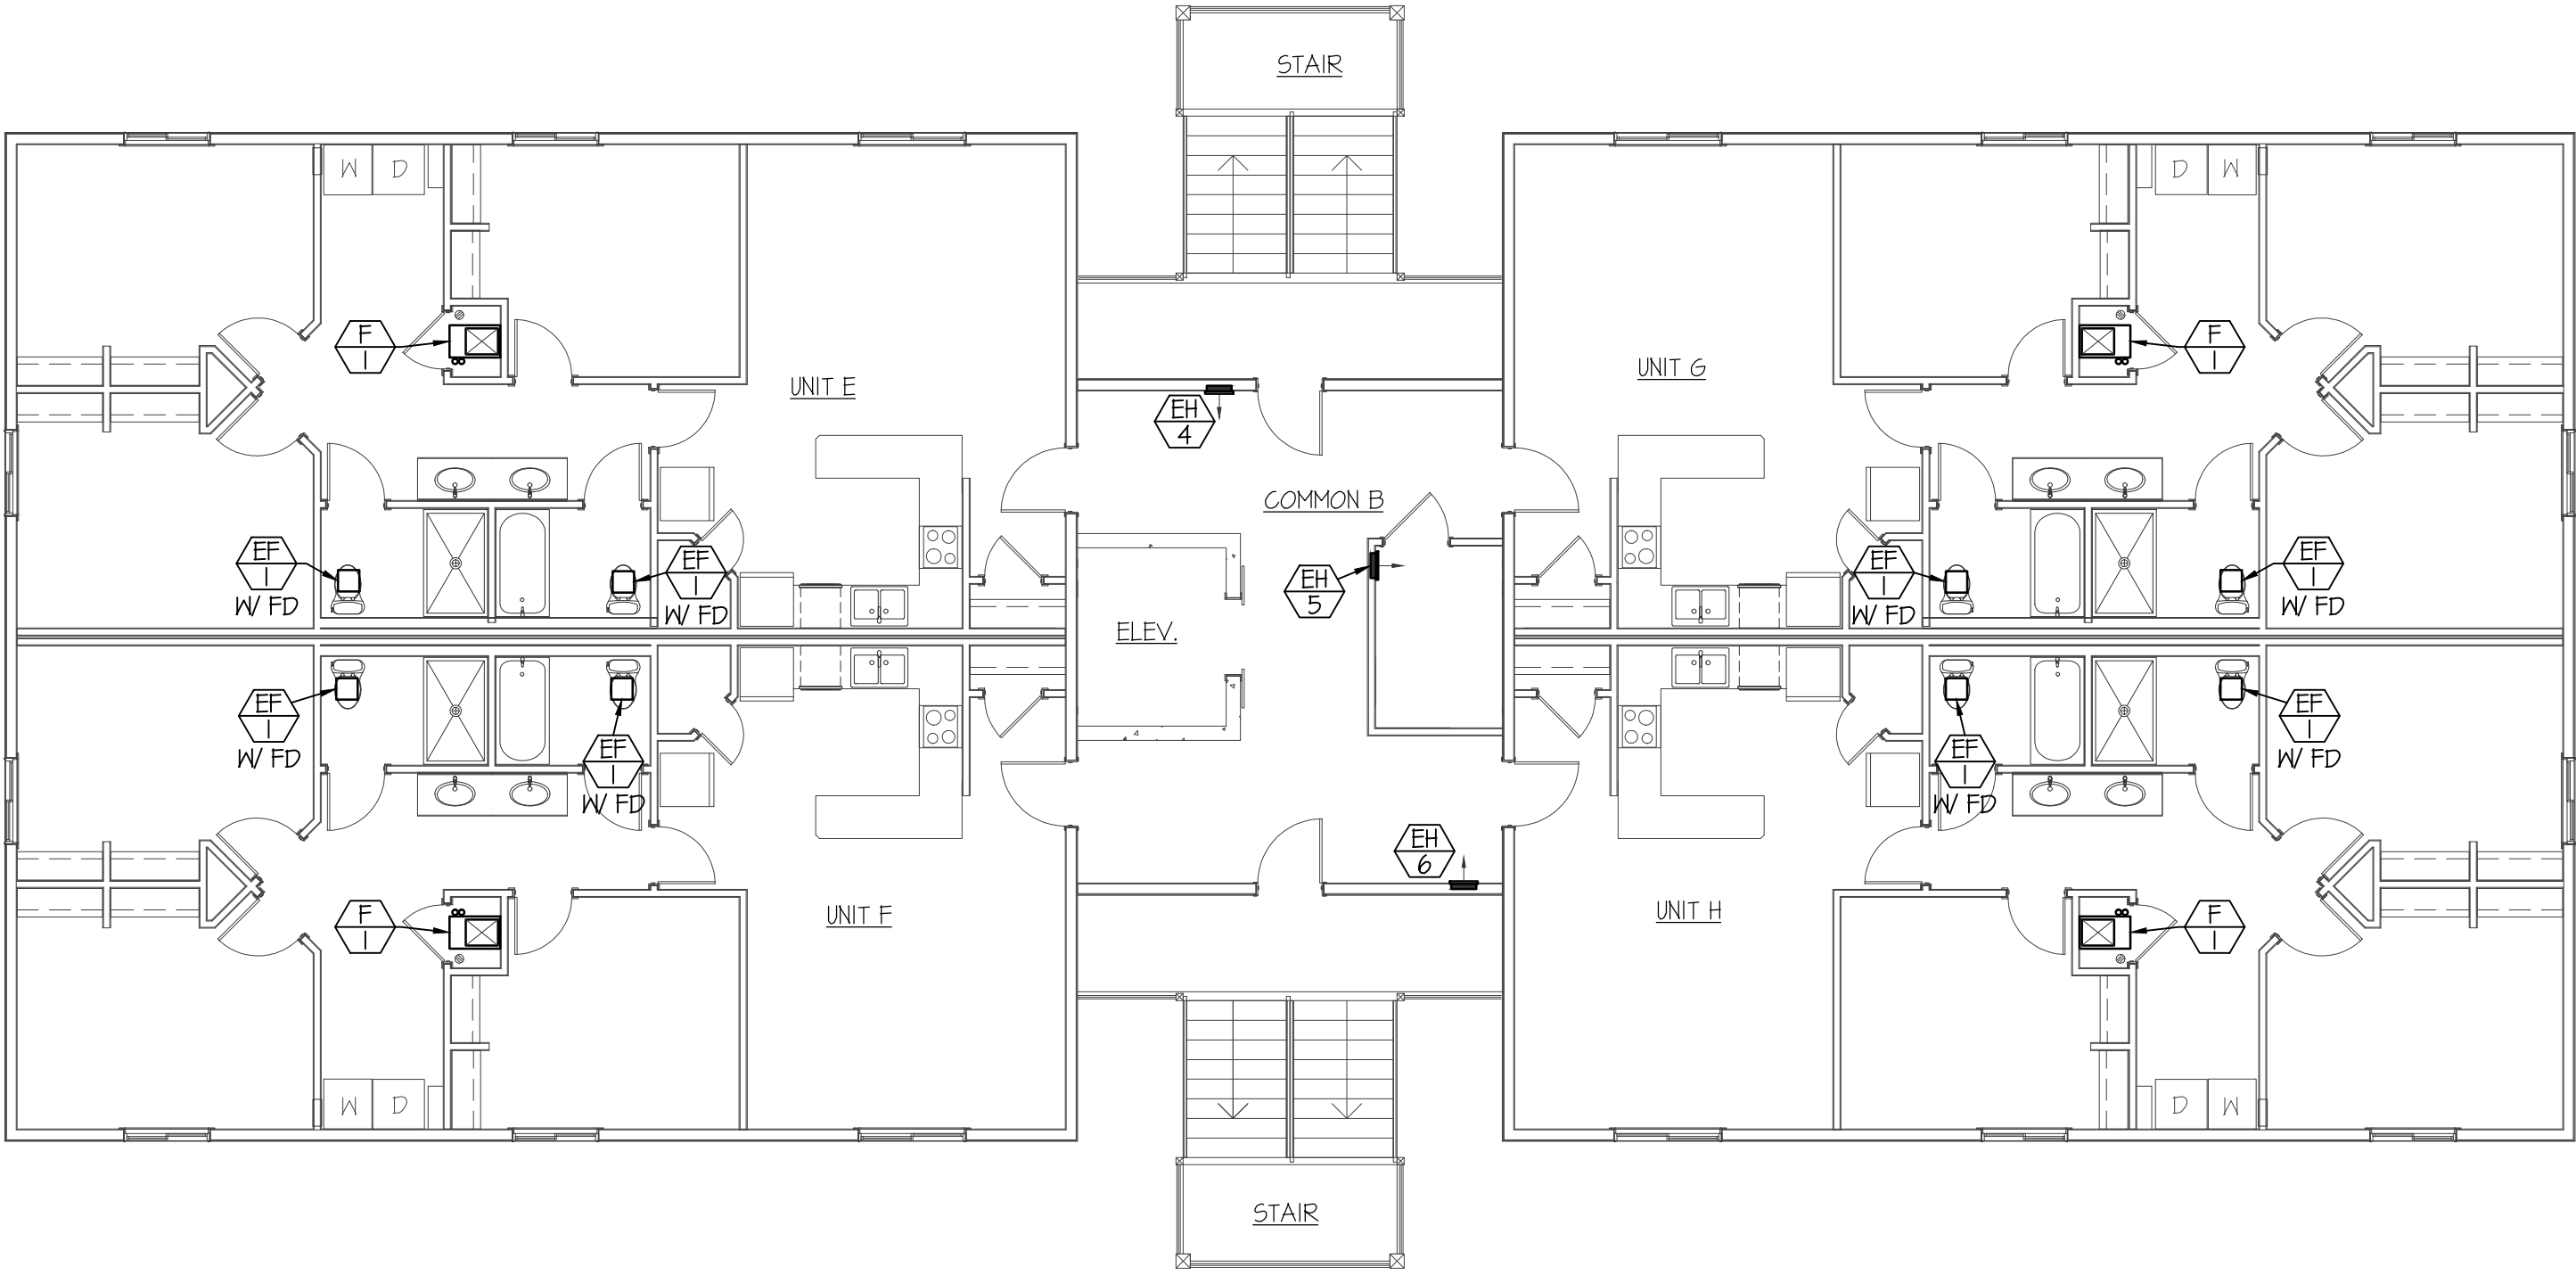 STAIR
W D
D W
F
1
F
1
UNIT G
UNIT E
EH
4
COMMON B
EF
1
W/ FD
EF
1
W/ FD
EF
1
W/ FD
EF
1
W/ FD
EH
5
ELEV.
EF
1
W/ FD
EF
1
W/ FD
EF
1
W/ FD
EF
1
W/ FD
EH
6
F
1
UNIT F
UNIT H
F
1
W D
D W
STAIR